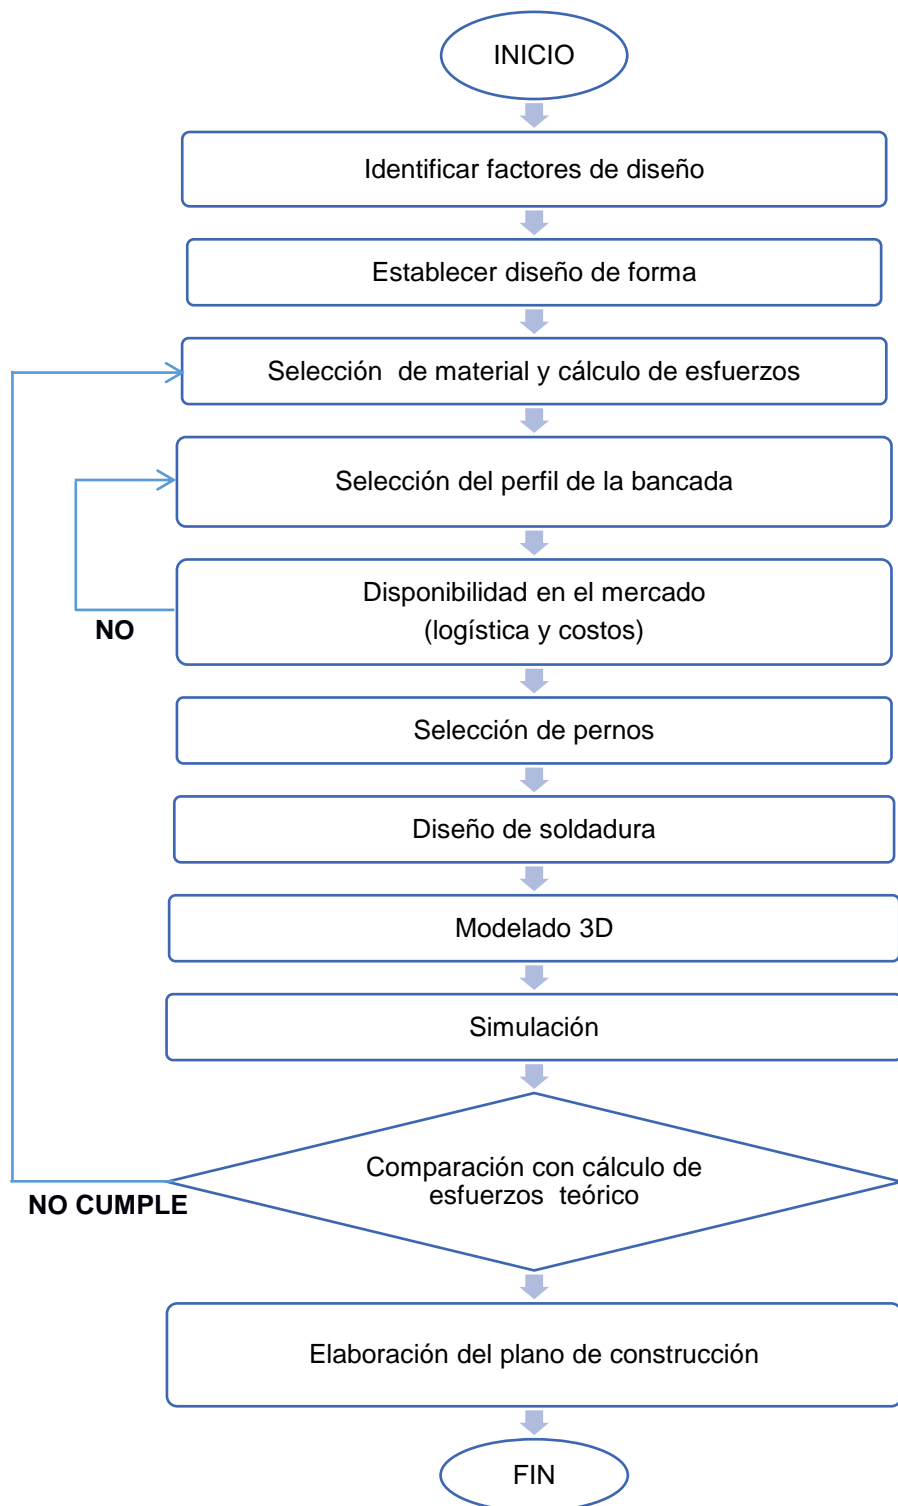 INICIO
Identificar factores de diseño
Establecer diseño de forma
Selección  de material y cálculo de esfuerzos
Selección del perfil de la bancada
Disponibilidad en el mercado
(logística y costos)
NO
Selección de pernos
Diseño de soldadura
Modelado 3D
Simulación
Comparación con cálculo de
esfuerzos  teórico
NO CUMPLE
Elaboración del plano de construcción
FIN